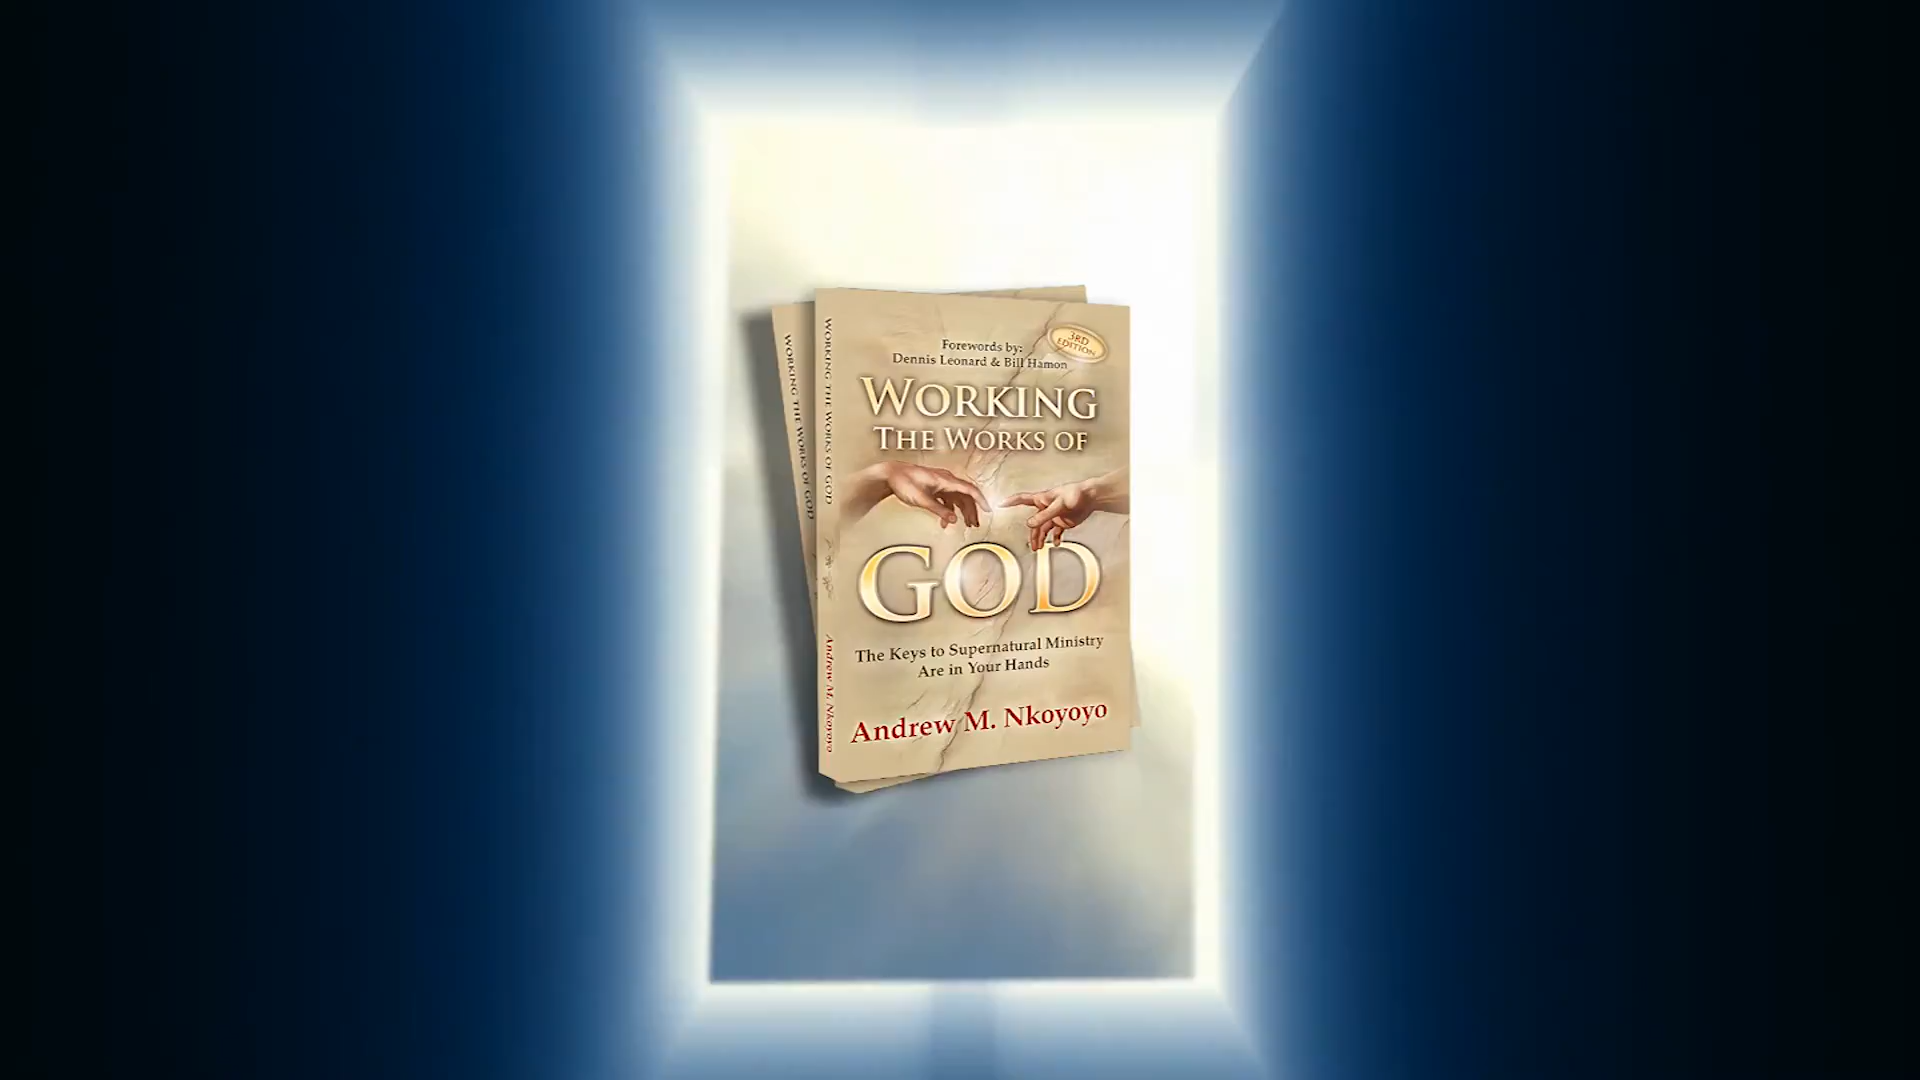 Forewords by:
Dennis Leonard & Bill Hamon
3RD
EDITION
WORKING
THE WORKS OF
GOD
The Keys to Supernatural Ministry
Are in Your Hands
Andrew M. Nkoyoyo
WORKING THE WORKS OF GOD
Andrew M. Nkoyoyo
WORKING THE WORKS OF GOD